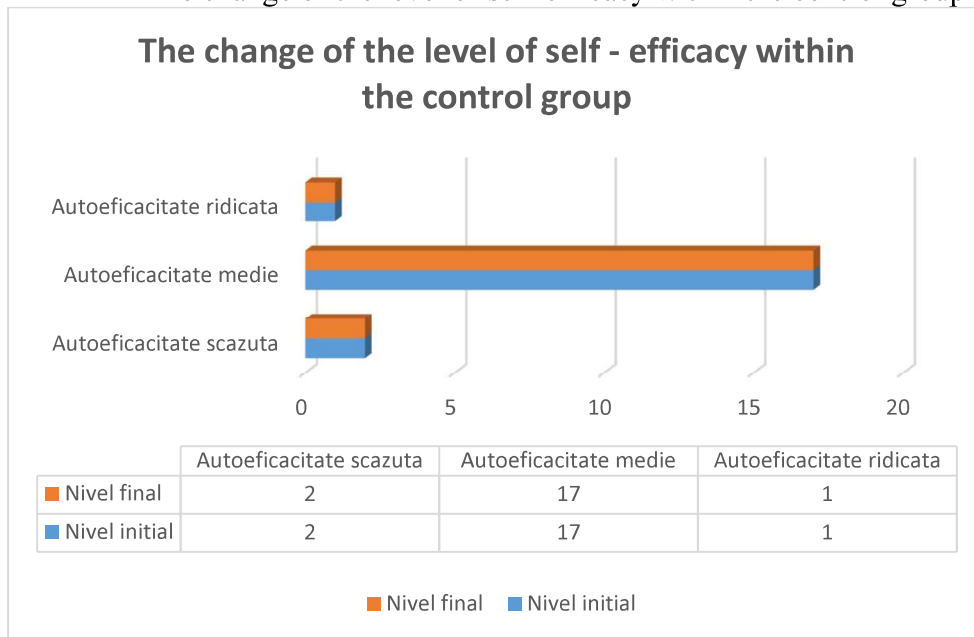 The change of the level of self - efficacy within
the control group
Autoeficacitate ridicata
Autoeficacitate medie
Autoeficacitate scazuta
0 5 10 15 20
Autoeficacitate scazuta Autoeficacitate medie Autoeficacitate ridicata
Nivel final 2 17 1
Nivel initial 2 17 1
Nivel final Nivel initial